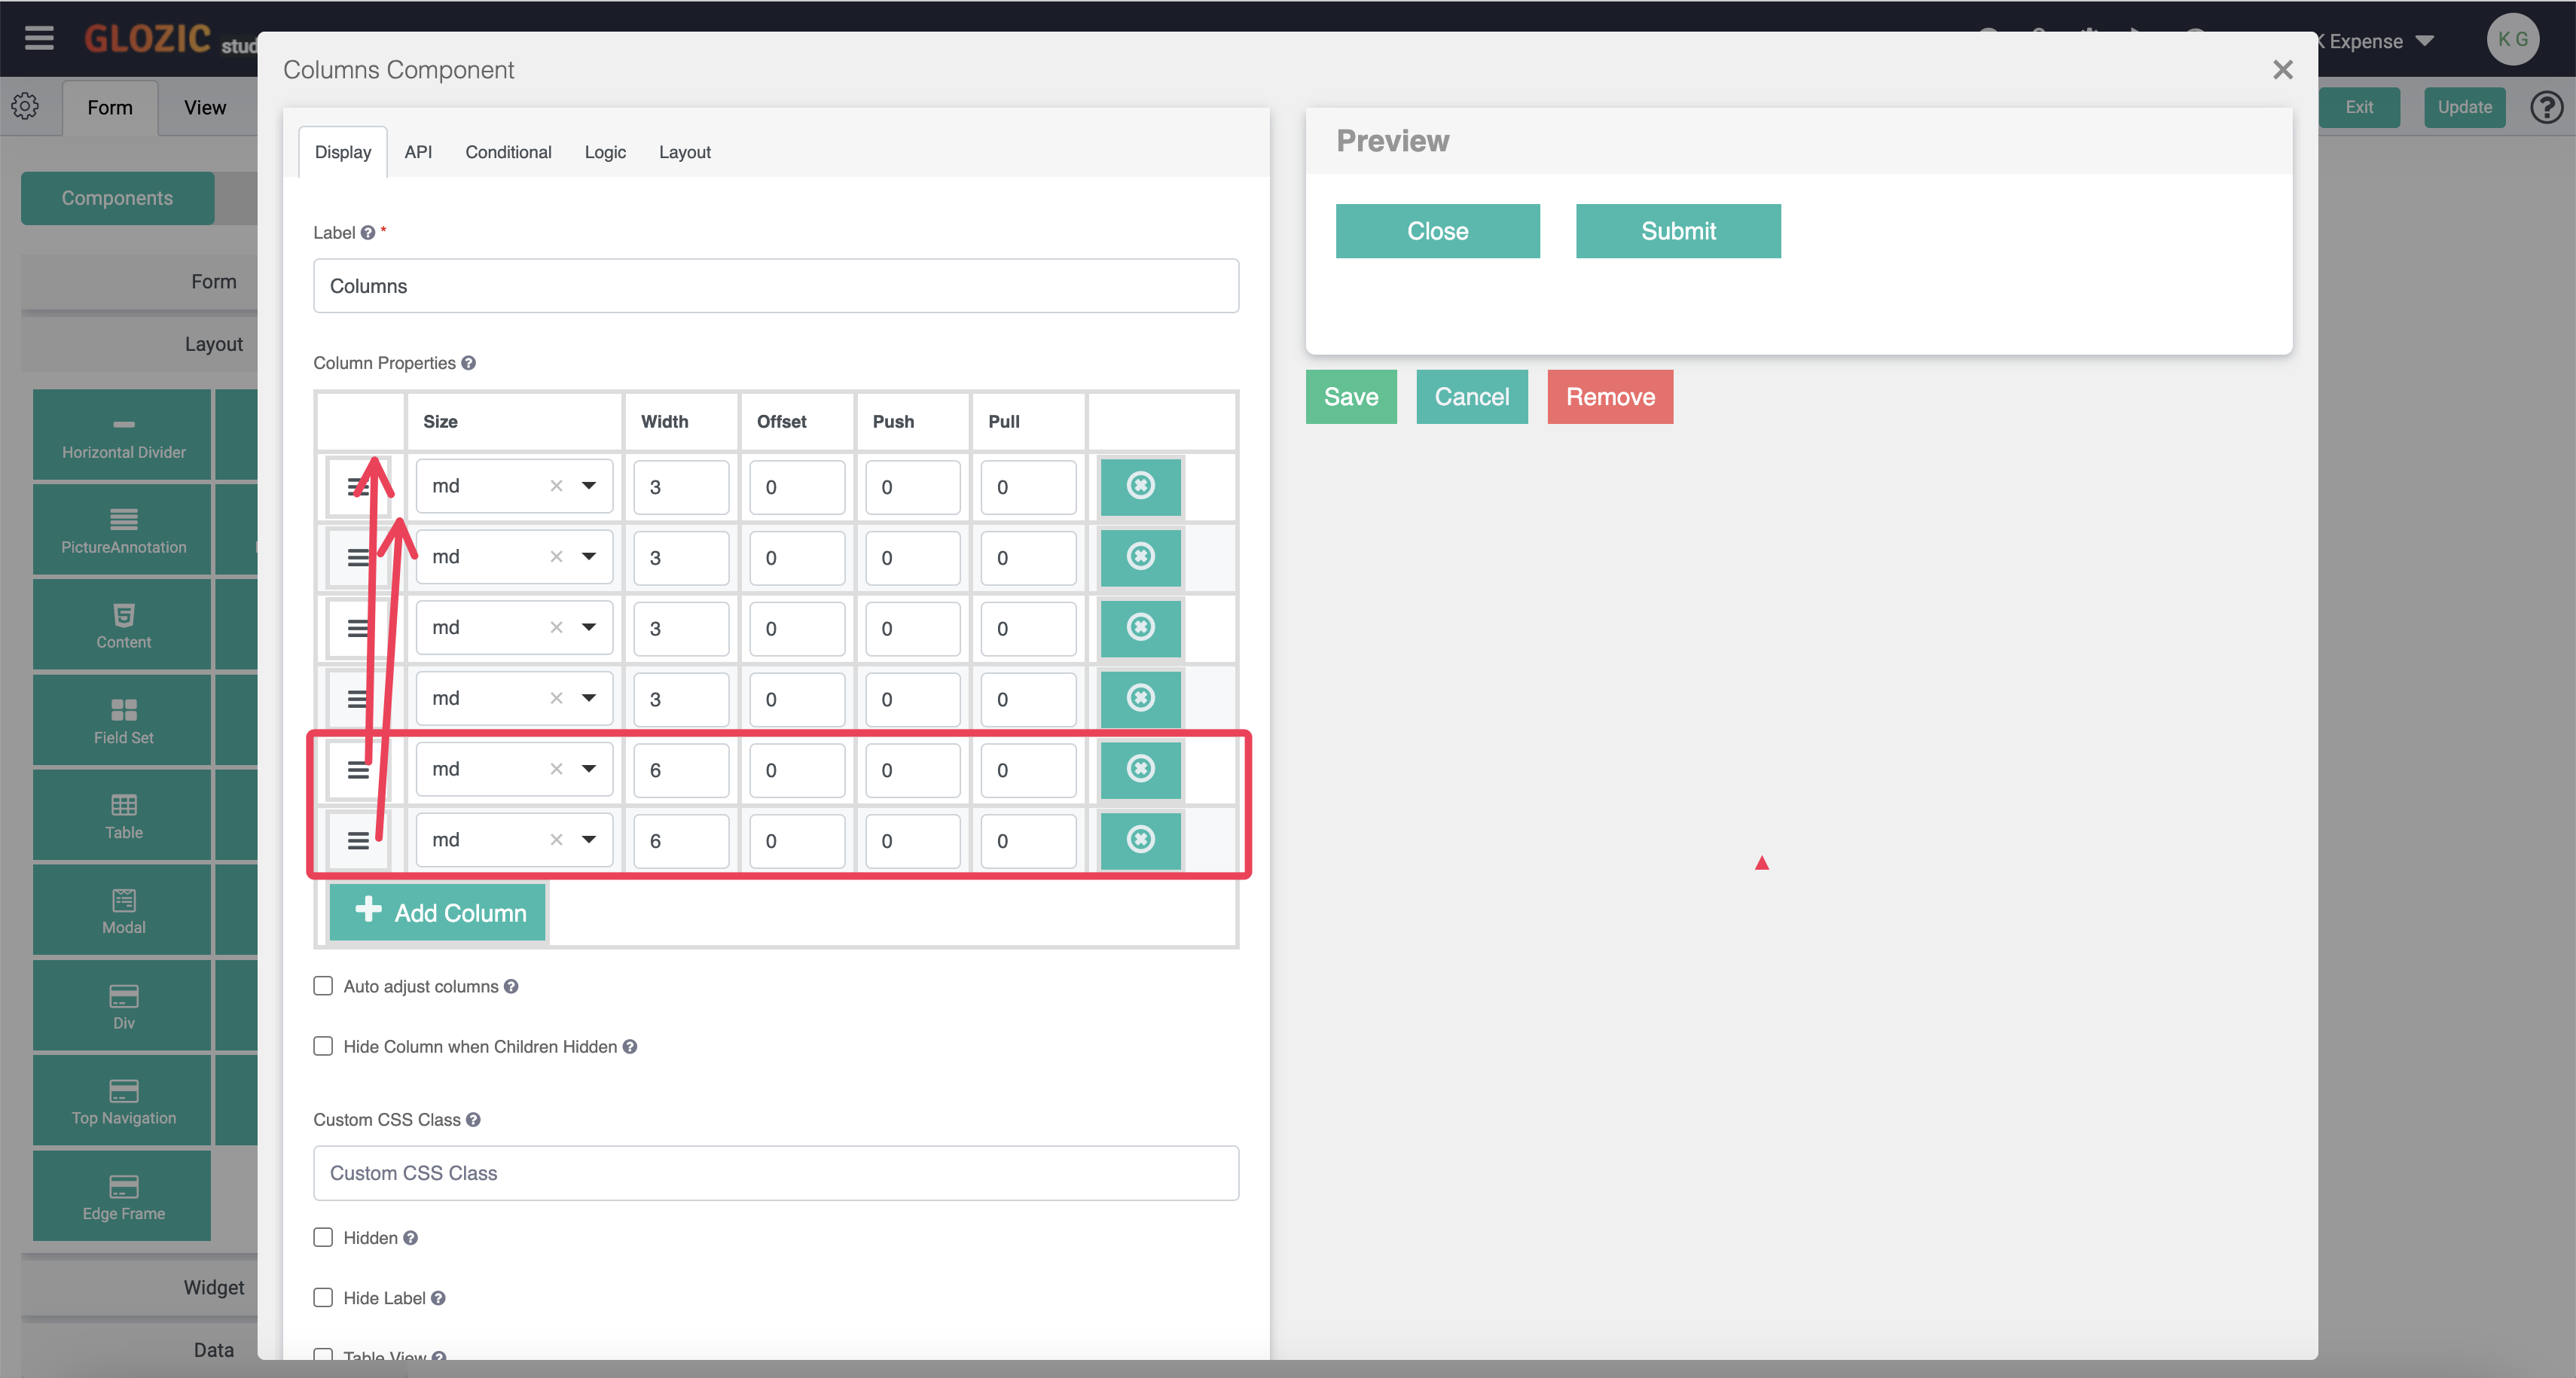 GLOZIC stud
K Expense
K G
Form
View
Exit
Update
Components
Form
Layout
Horizontal Divider
PictureAnnotation
Content
Field Set
Table
Modal
Div
Top Navigation
Edge Frame
Widget
Data
Columns Component
Display
API
Conditional
Logic
Layout
Label *
Columns
Column Properties
Size Width Offset Push Pull
md 3 0 0 0
md 3 0 0 0
md 3 0 0 0
md 3 0 0 0
md 6 0 0 0
md 6 0 0 0
Add Column
Auto adjust columns
Hide Column when Children Hidden
Custom CSS Class
Custom CSS Class
Hidden
Hide Label
Table View
Preview
Close
Submit
Save
Cancel
Remove